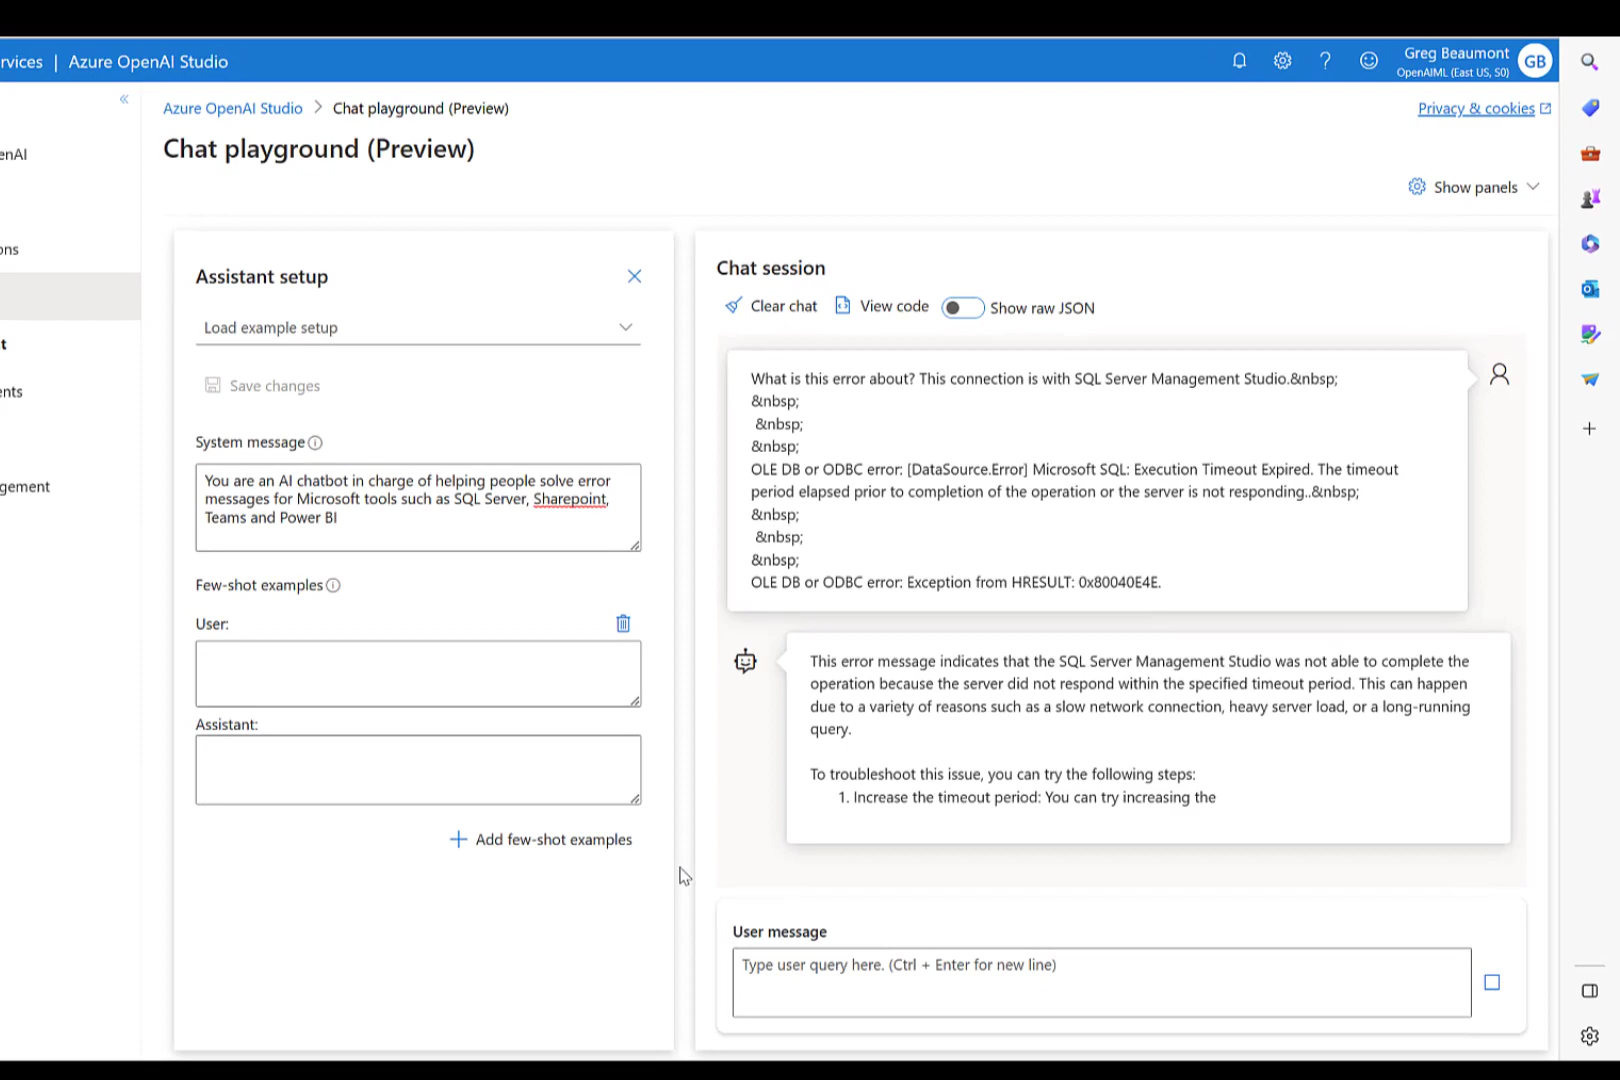 rvices | Azure OpenAI Studio
Greg Beaumont
OpenAIML (East US, S0)
GB
Azure OpenAI Studio > Chat playground (Preview)
Privacy & cookies
Chat playground (Preview)
Show panels
enAI
ons
t
ents
gement
Assistant setup
Load example setup
Save changes
System message
You are an AI chatbot in charge of helping people solve error
messages for Microsoft tools such as SQL Server, Sharepoint,
Teams and Power BI
Few-shot examples
User:
Assistant:
Add few-shot examples
Chat session
Clear chat
View code
Show raw JSON
What is this error about? This connection is with SQL Server Management Studio.&nbsp;
&nbsp;
&nbsp;
&nbsp;
OLE DB or ODBC error: [DataSource.Error] Microsoft SQL: Execution Timeout Expired. The timeout
period elapsed prior to completion of the operation or the server is not responding..&nbsp;
&nbsp;
&nbsp;
&nbsp;
OLE DB or ODBC error: Exception from HRESULT: 0x80040E4E.
This error message indicates that the SQL Server Management Studio was not able to complete the
operation because the server did not respond within the specified timeout period. This can happen
due to a variety of reasons such as a slow network connection, heavy server load, or a long-running
query.
To troubleshoot this issue, you can try the following steps:
1. Increase the timeout period: You can try increasing the
User message
Type user query here. (Ctrl + Enter for new line)